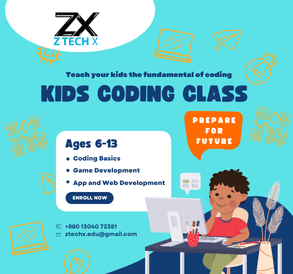 ZX
Z TECH X
Teach your kids the fundamental of coding
KIDS CODING CLASS
PREPARE
FOR
FUTURE
Ages 6-13
Coding Basics
Game Development
App and Web Development
ENROLL NOW
+880 13040 72381
ztechx.edu@gmail.com